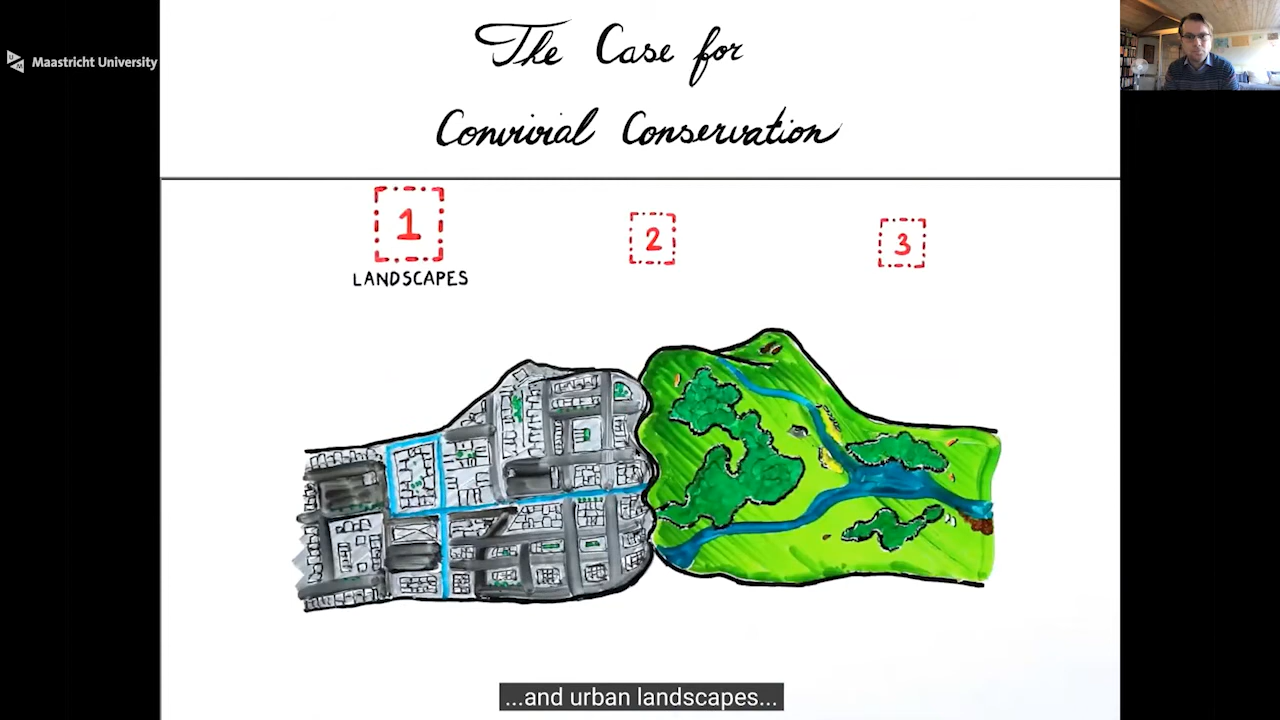 The Case for
Convivial Conservation
Maastricht University
1
2
3
LANDSCAPES
...and urban landscapes...